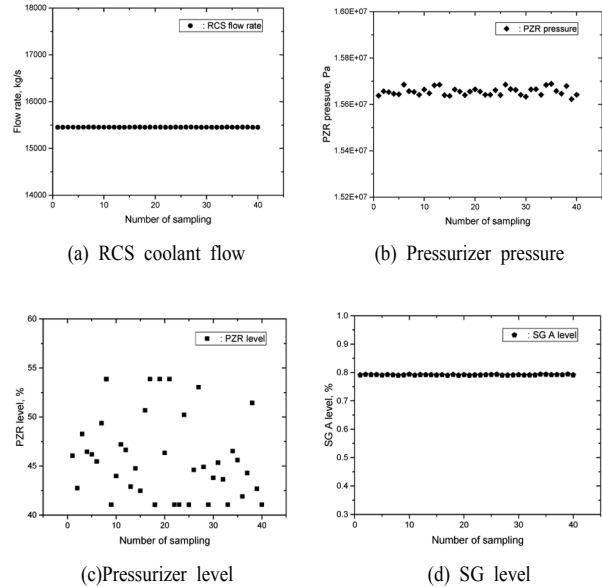 18000
17000
16000
15000
14000
Flow rate, kg/s
: RCS flow rate
0 10 20 30 40
Number of sampling
(a) RCS coolant flow
1.60E+07
1.58E+07
1.56E+07
1.54E+07
1.52E+07
PZR pressure, Pa
: PZR pressure
0 10 20 30 40
Number of sampling
(b) Pressurizer pressure
60
55
50
45
40
PZR level, %
: PZR level
0 10 20 30 40
Number of sampling
(c)Pressurizer level
1.0
0.9
0.8
0.7
0.6
0.5
0.4
0.3
SG A level, %
: SG A level
0 10 20 30 40
Number of sampling
(d) SG level